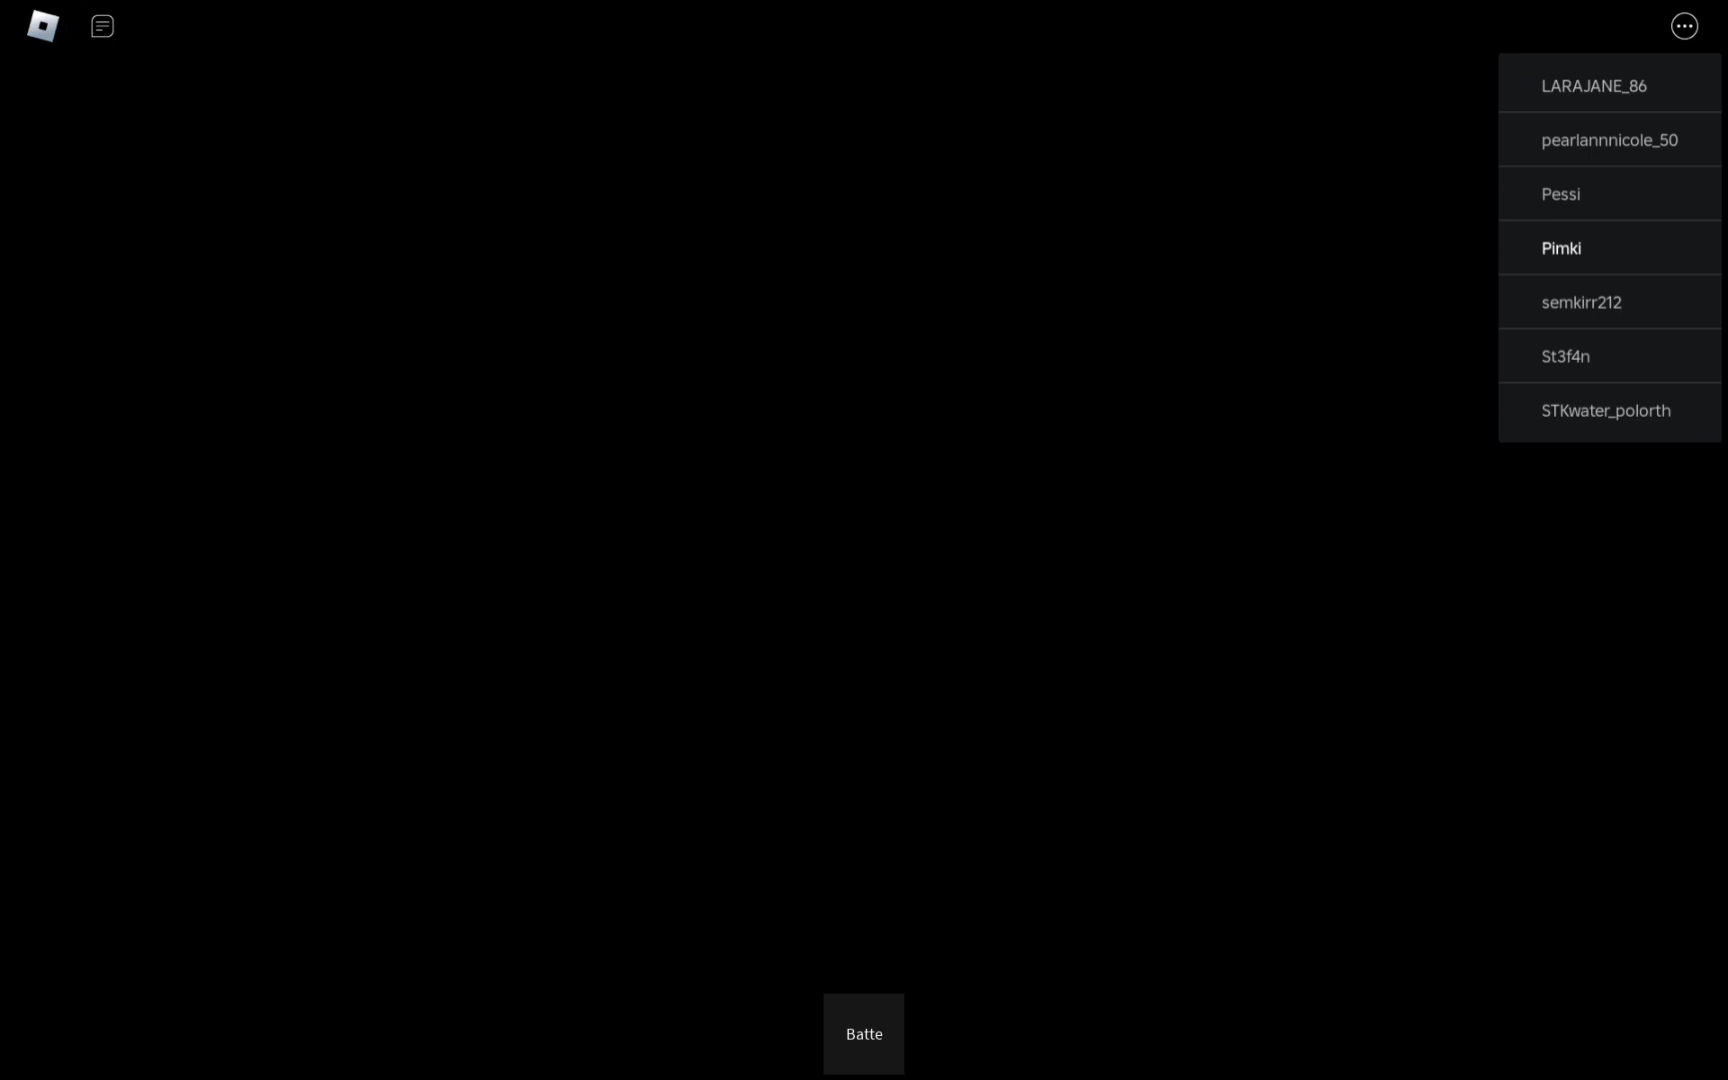 LARAJANE_86
pearlannnicole_50
Pessi
Pimki
semkirr212
St3f4n
STKwater_polorth
Batte